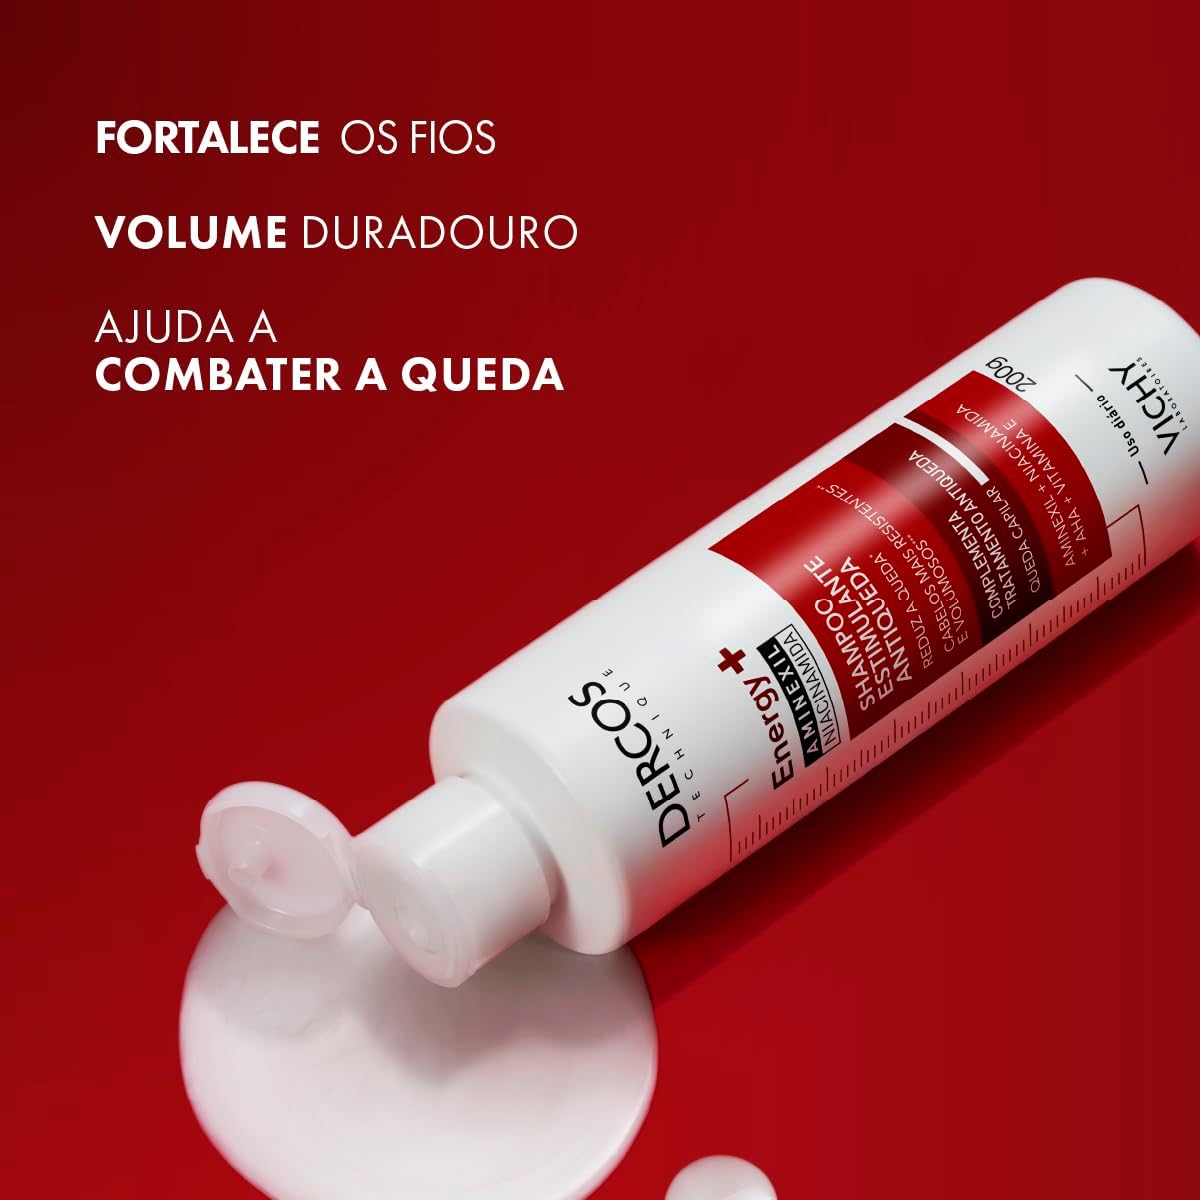 FORTALECE OS FIOS
VOLUME DURADOURO
AJUDA A
COMBATER A QUEDA
DERCOS
TECHNIQUE
Energy+
AMINEXIL
NIACINAMIDA
SHAMPOO
ESTIMULANTE
ANTIQUEDA
REDUZ A QUEDA*
CABELOS MAIS RESISTENTES**
E VOLUMOSOS***
COMPLEMENTA
TRATAMENTO ANTIQUEDA
QUEDA CAPILAR
AMINEXIL + NIACINAMIDA
+ AHA + VITAMINA E
200g
Uso diário
VICHY
LABORATOIRES